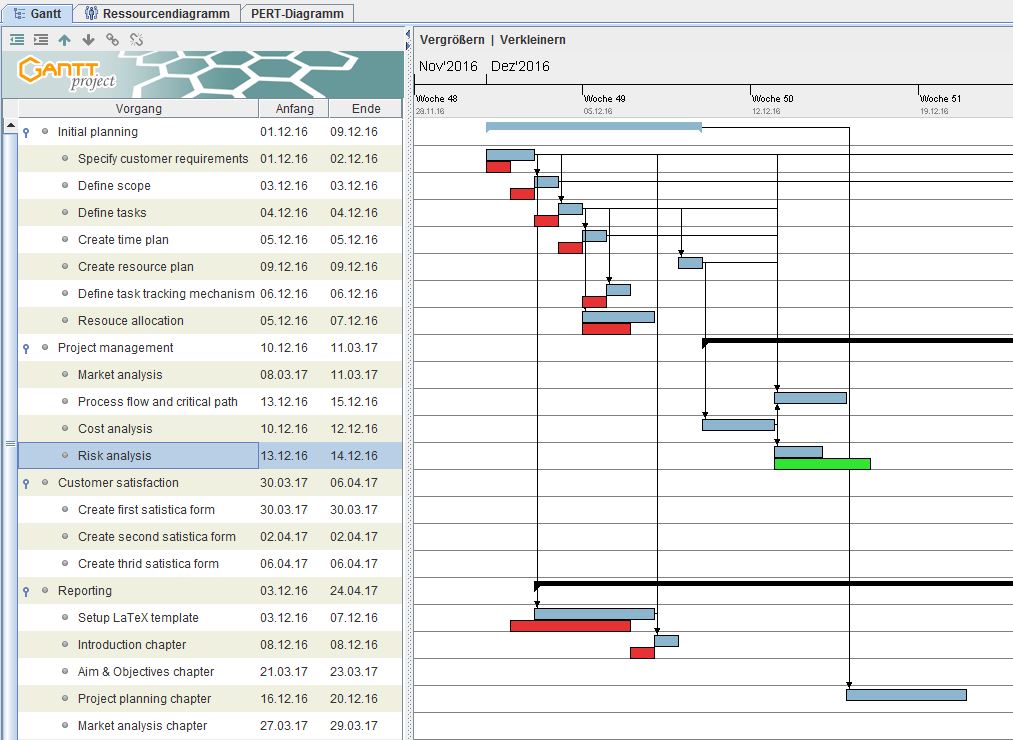 Gantt Ressourcendiagramm PERT-Diagramm
Vergrößern | Verkleinern
GANTT project
Nov'2016 Dez'2016
Woche 48 Woche 49 Woche 50 Woche 51
28.11.16 05.12.16 12.12.16 19.12.16
Vorgang Anfang Ende
Initial planning 01.12.16 09.12.16
Specify customer requirements 01.12.16 02.12.16
Define scope 03.12.16 03.12.16
Define tasks 04.12.16 04.12.16
Create time plan 05.12.16 05.12.16
Create resource plan 09.12.16 09.12.16
Define task tracking mechanism 06.12.16 06.12.16
Resouce allocation 05.12.16 07.12.16
Project management 10.12.16 11.03.17
Market analysis 08.03.17 11.03.17
Process flow and critical path 13.12.16 15.12.16
Cost analysis 10.12.16 12.12.16
Risk analysis 13.12.16 14.12.16
Customer satisfaction 30.03.17 06.04.17
Create first satistica form 30.03.17 30.03.17
Create second satistica form 02.04.17 02.04.17
Create thrid satistica form 06.04.17 06.04.17
Reporting 03.12.16 24.04.17
Setup LaTeX template 03.12.16 07.12.16
Introduction chapter 08.12.16 08.12.16
Aim & Objectives chapter 21.03.17 23.03.17
Project planning chapter 16.12.16 20.12.16
Market analysis chapter 27.03.17 29.03.17